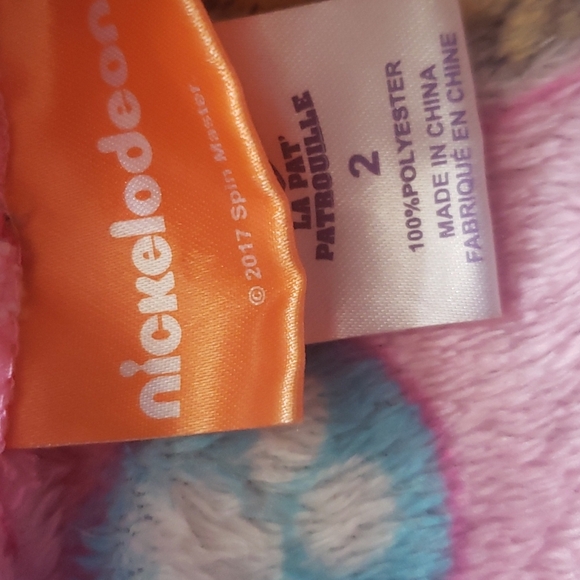 nickelodeon
© 2017 Spin Master
LA PAT'
PATROUILLE
2
100%POLYESTER
MADE IN CHINA
FABRIQUÉ EN CHINE